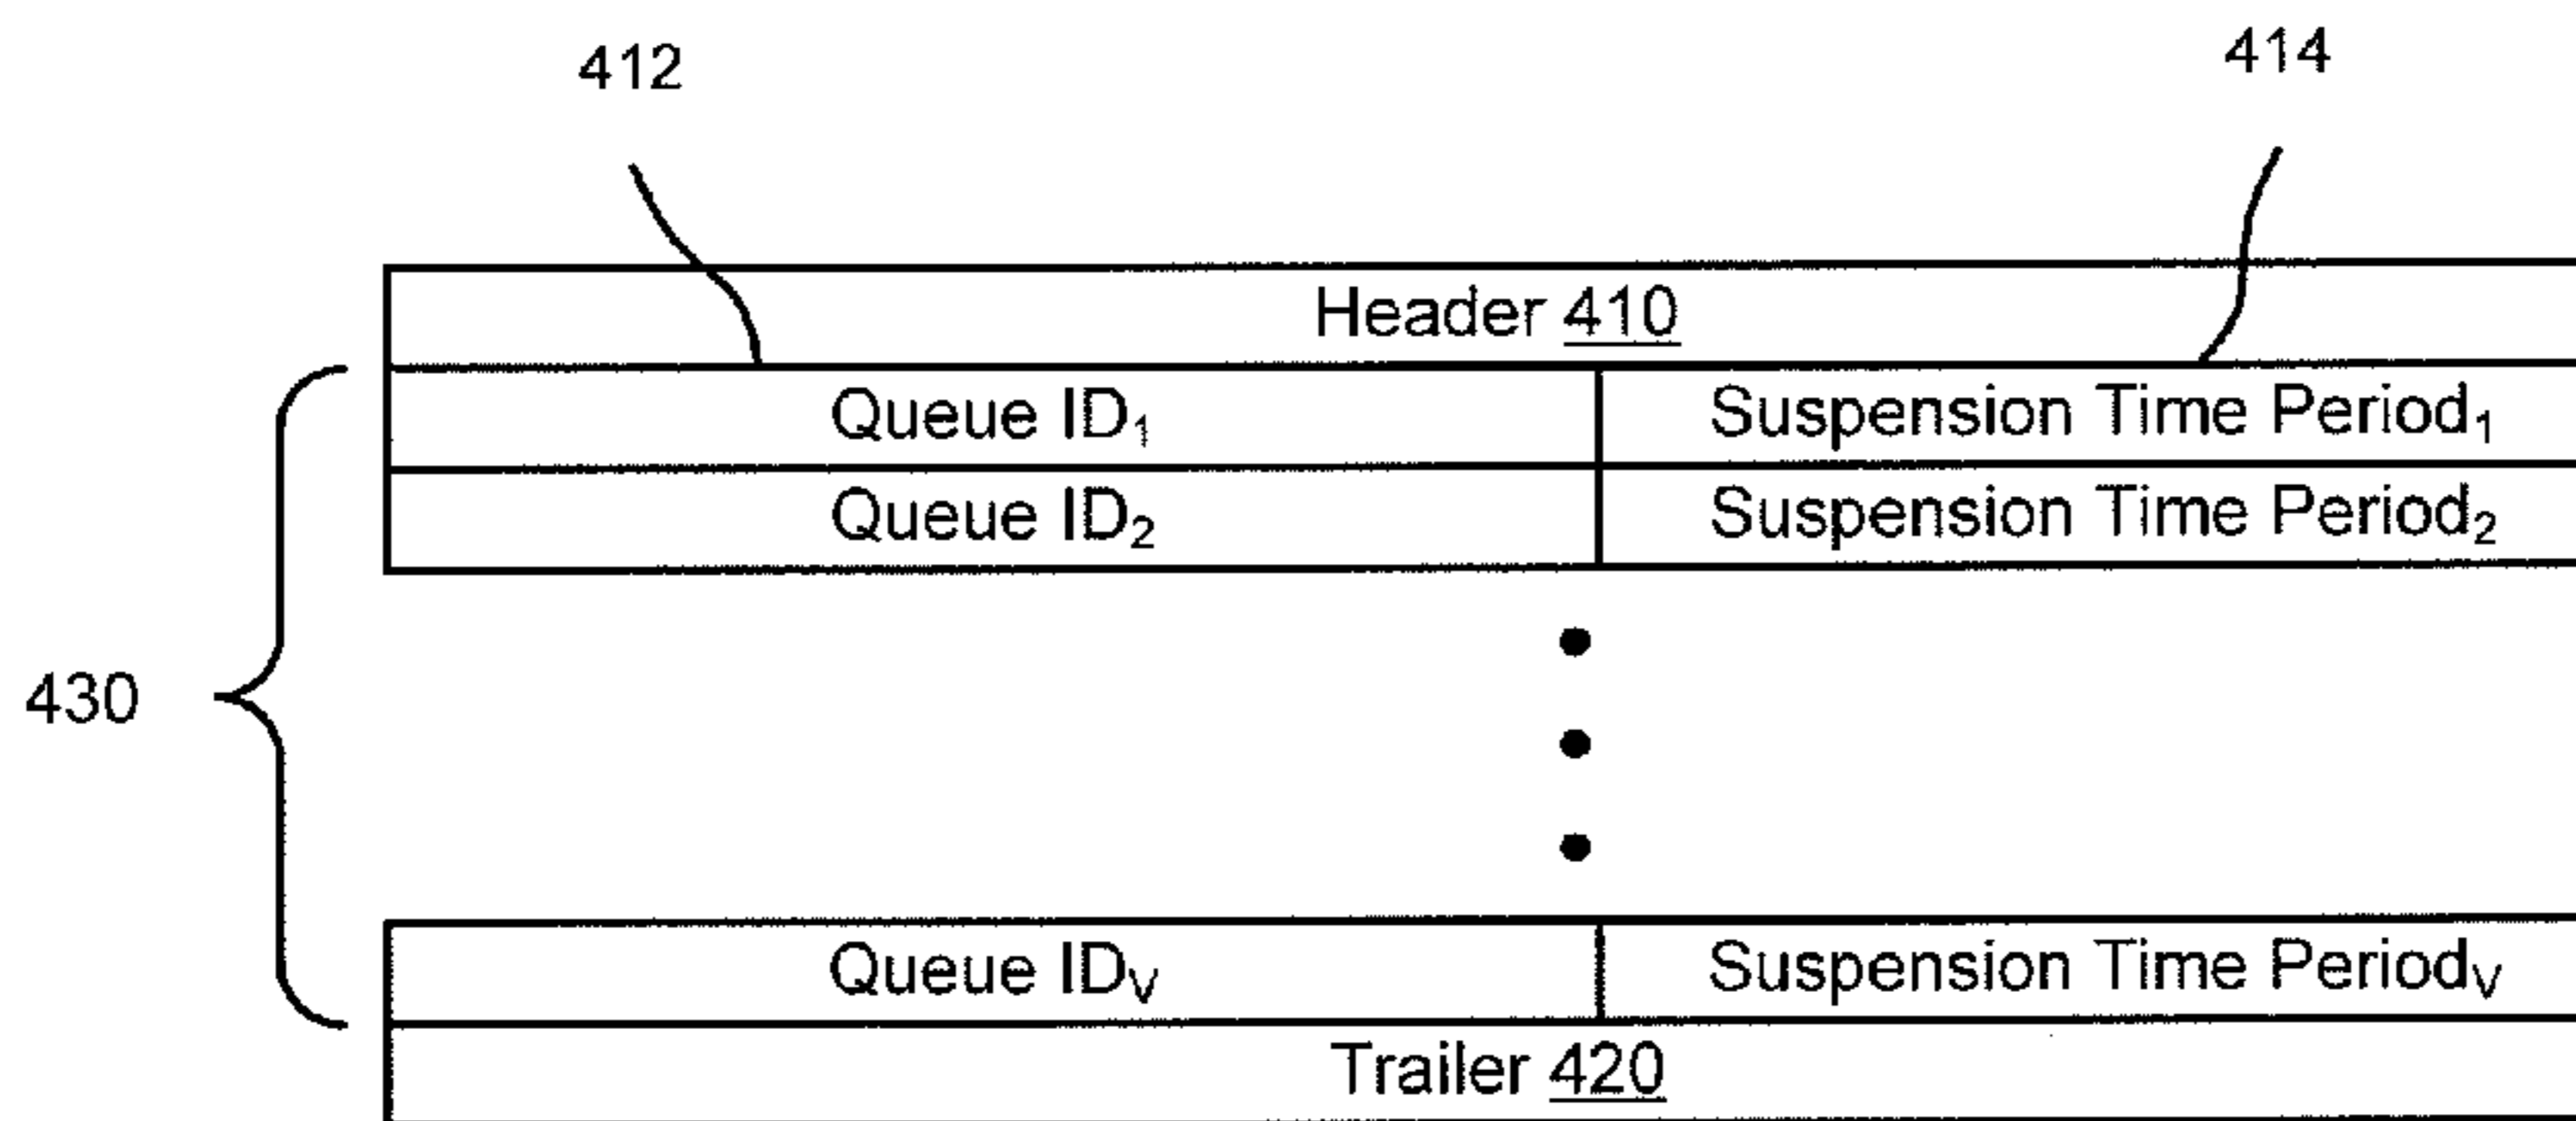 412
414
Header 410
Queue ID₁ Suspension Time Period₁
Queue ID₂ Suspension Time Period₂
430
Queue IDV Suspension Time PeriodV
Trailer 420